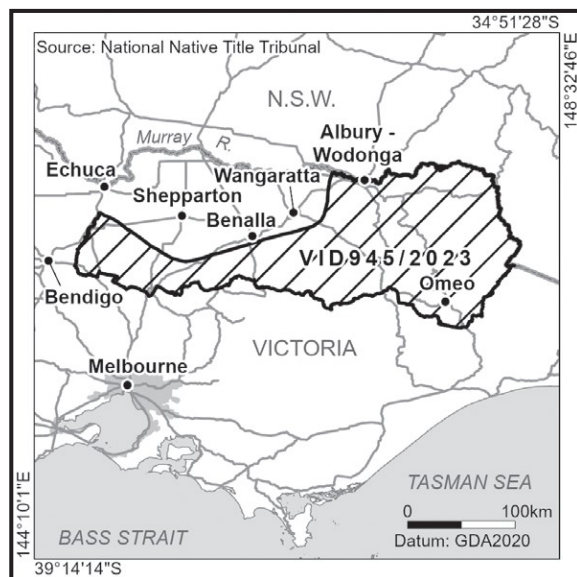 34°51'28"S
Source: National Native Title Tribunal
148°32'46"E
N.S.W.
Murray R.
Albury -
Wodonga
Echuca
Wangaratta
Shepparton
Benalla
VID945/2023
Omeo
Bendigo
VICTORIA
Melbourne
TASMAN SEA
0 100km
144°10'1"E
BASS STRAIT
Datum: GDA2020
39°14'14"S